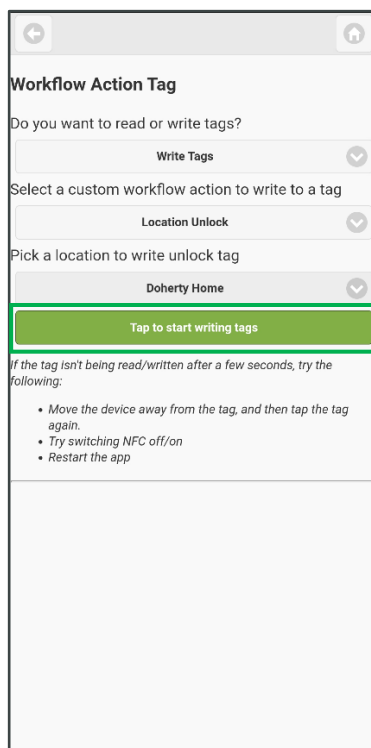 Workflow Action Tag
Do you want to read or write tags?
Write Tags
Select a custom workflow action to write to a tag
Location Unlock
Pick a location to write unlock tag
Doherty Home
Tap to start writing tags
If the tag isn't being read/written after a few seconds, try the
following:
• Move the device away from the tag, and then tap the tag
again.
• Try switching NFC off/on
• Restart the app